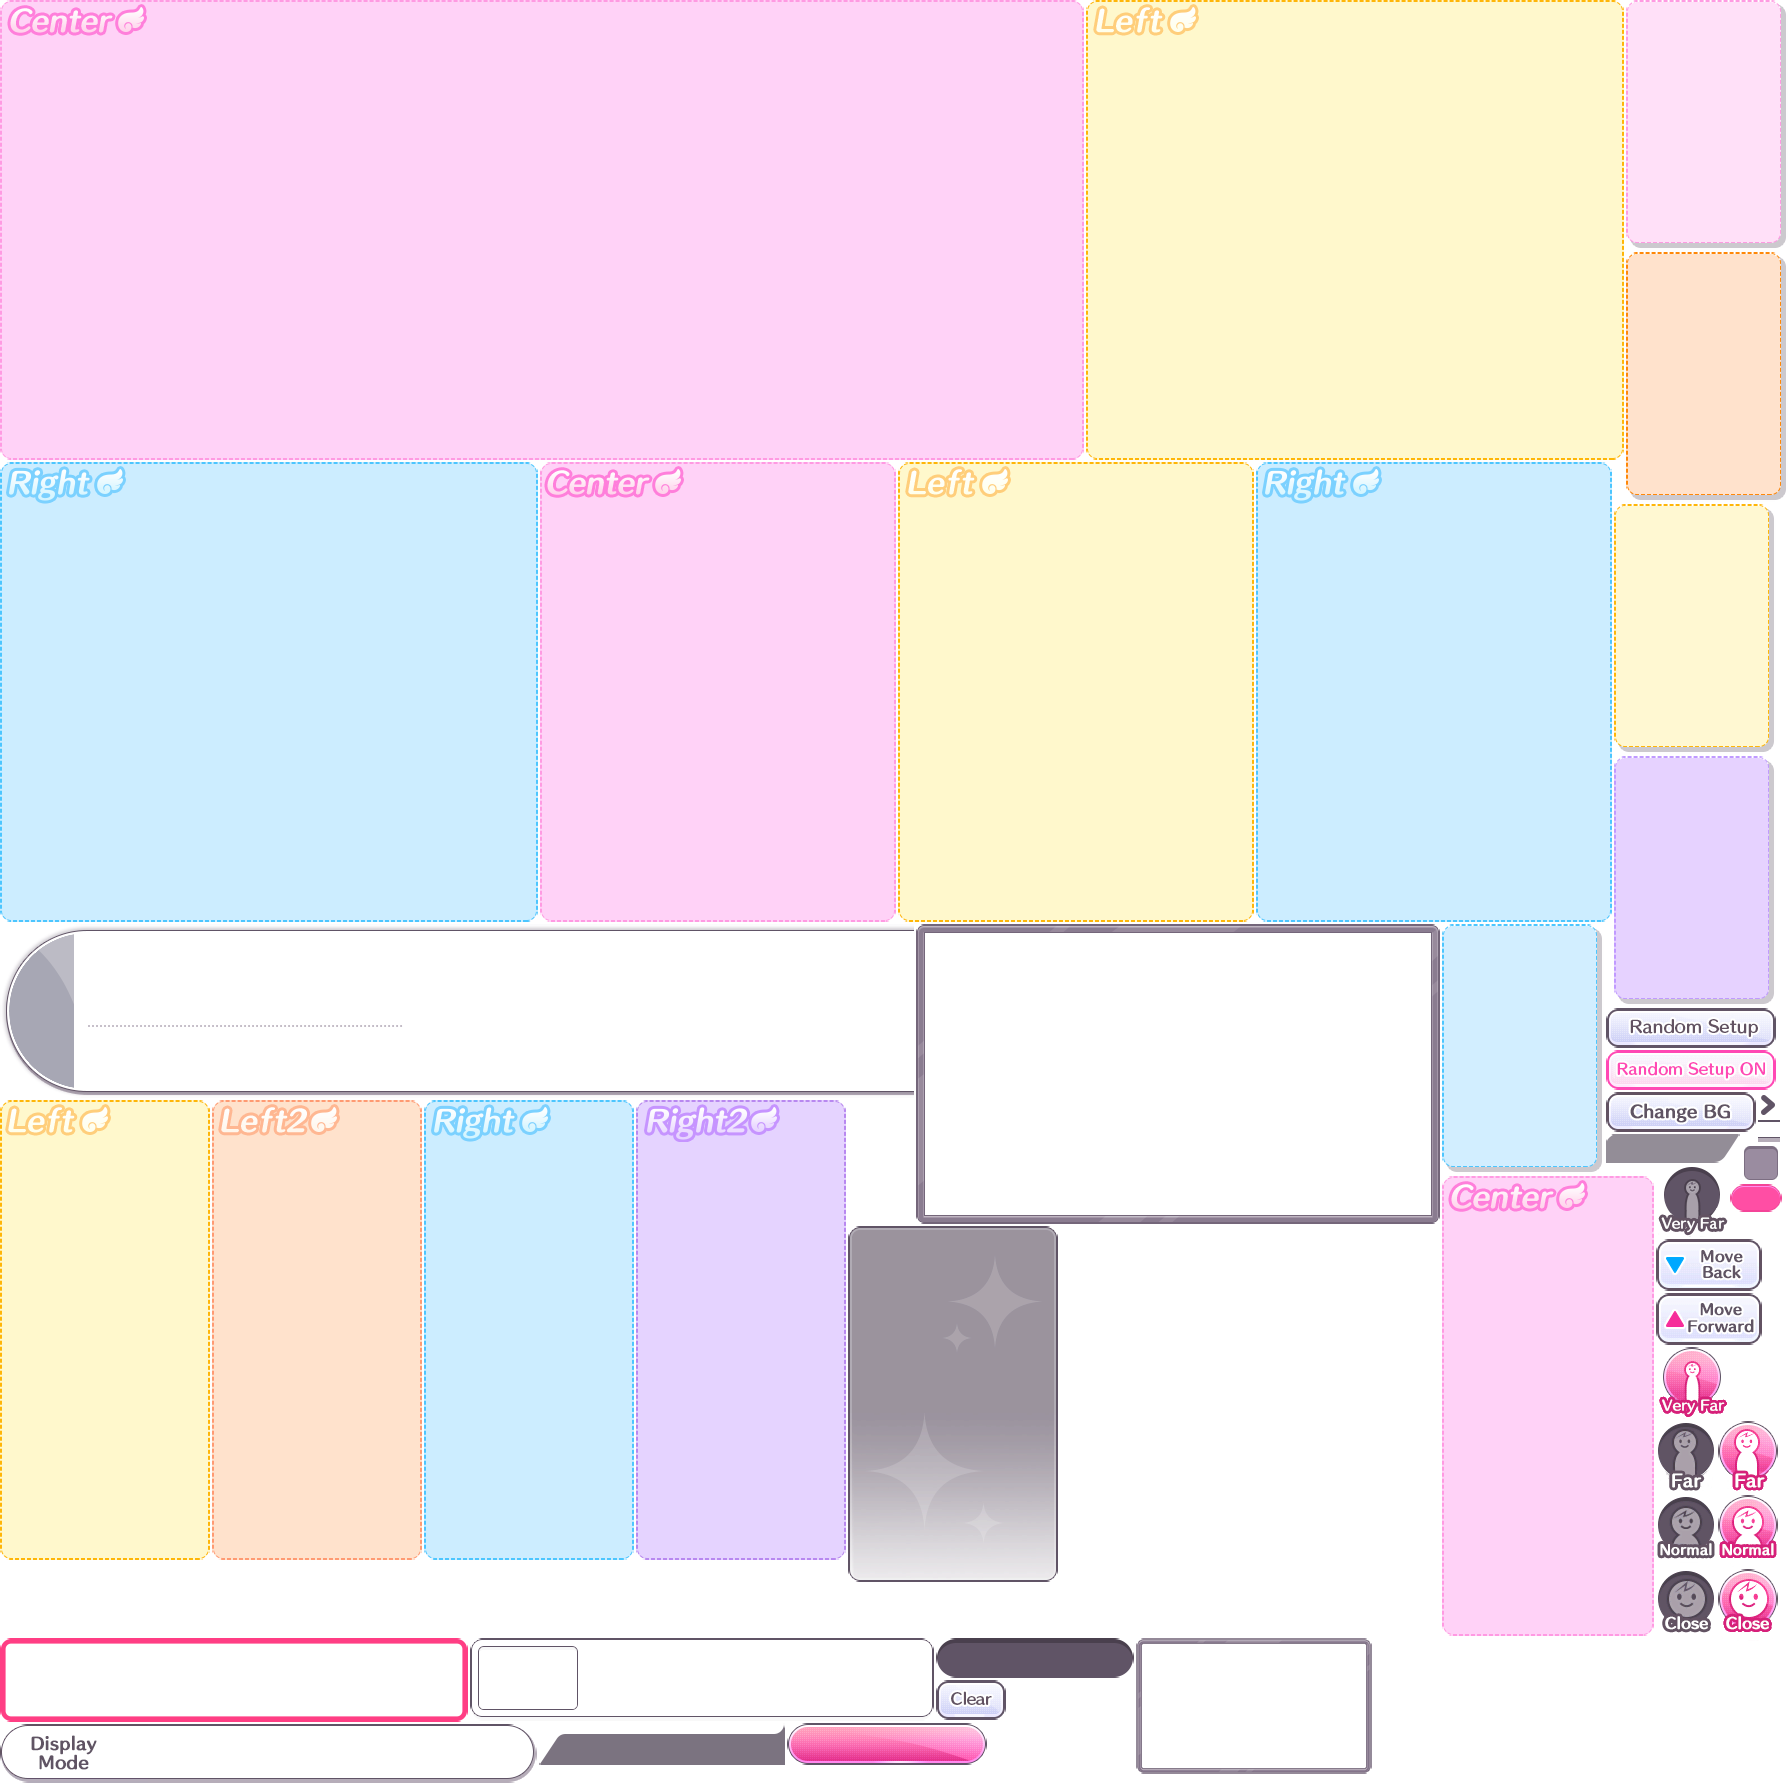 Center
Left
Right
Center
Left
Right
Random Setup
Random Setup ON
Change BG
Left
Left2
Right
Right2
Center
Very Far
Move
Back
Move
Forward
Very Far
Far
Far
Normal
Normal
Close
Close
Clear
Display
Mode